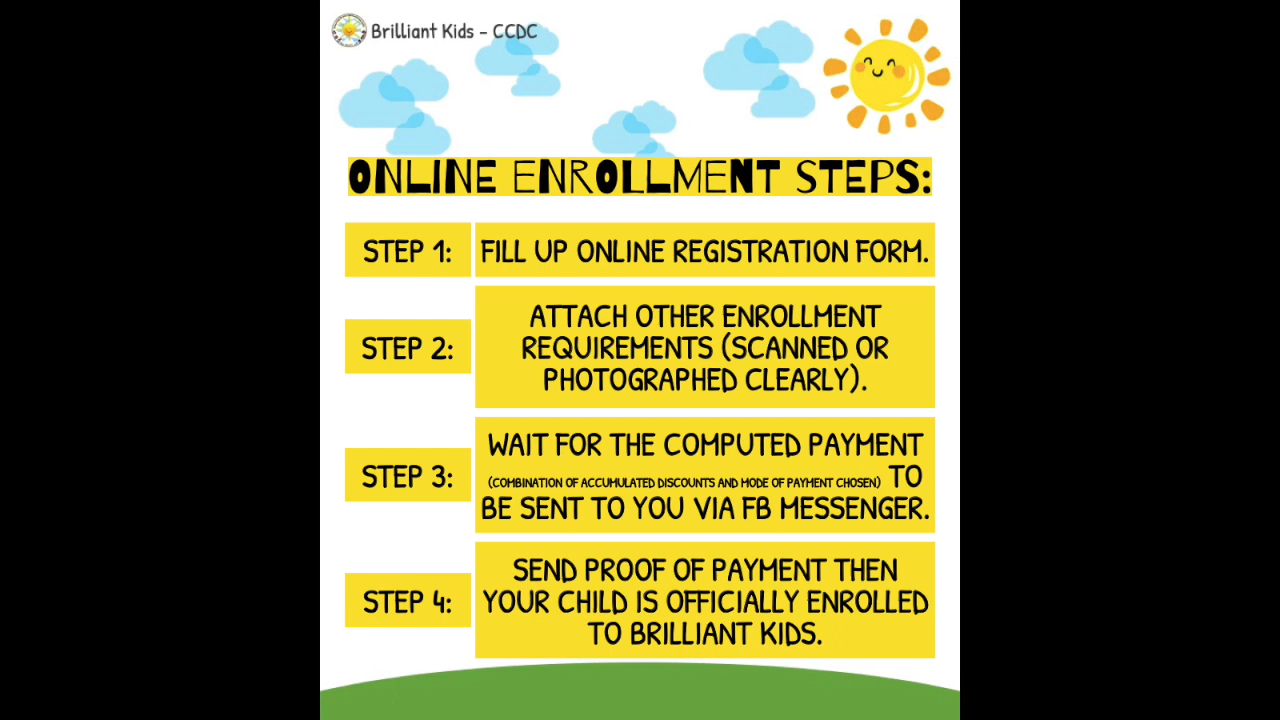 Brilliant Kids - CCDC
ONLINE ENROLLMENT STEPS:
STEP 1:
FILL UP ONLINE REGISTRATION FORM.
STEP 2:
ATTACH OTHER ENROLLMENT
REQUIREMENTS (SCANNED OR
PHOTOGRAPHED CLEARLY).
STEP 3:
WAIT FOR THE COMPUTED PAYMENT
(COMBINATION OF ACCUMULATED DISCOUNTS AND MODE OF PAYMENT CHOSEN) TO
BE SENT TO YOU VIA FB MESSENGER.
STEP 4:
SEND PROOF OF PAYMENT THEN
YOUR CHILD IS OFFICIALLY ENROLLED
TO BRILLIANT KIDS.